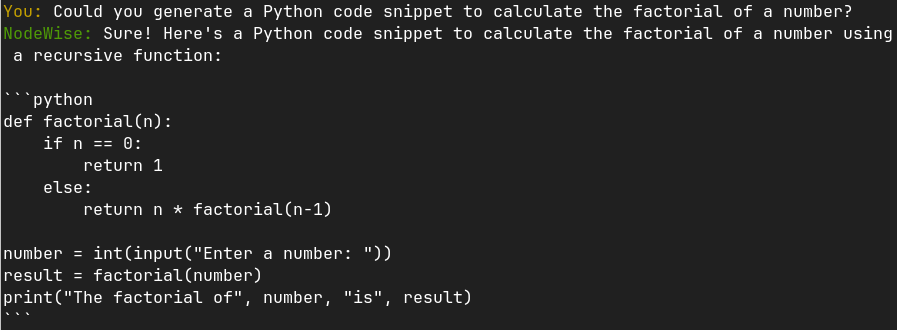 You: Could you generate a Python code snippet to calculate the factorial of a number?
NodeWise: Sure! Here's a Python code snippet to calculate the factorial of a number using
 a recursive function:

```python
def factorial(n):
    if n == 0:
        return 1
    else:
        return n * factorial(n-1)

number = int(input("Enter a number: "))
result = factorial(number)
print("The factorial of", number, "is", result)
```